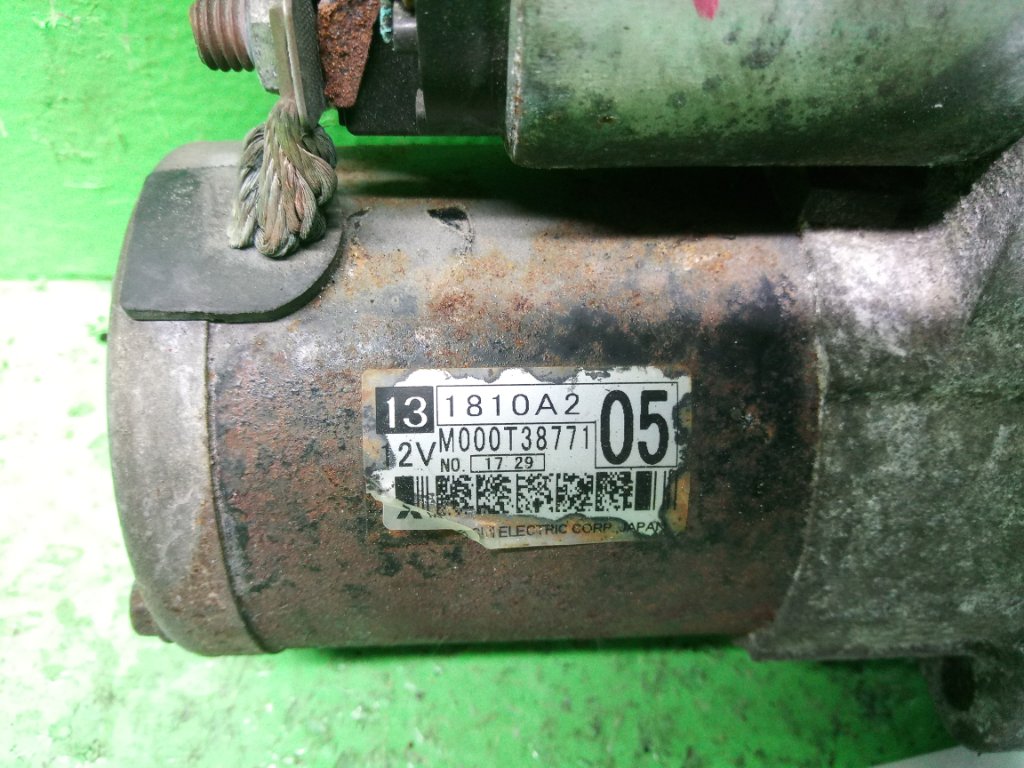 13 1810A2 05
12V M000T38771
NO. 17 29
ELECTRIC CORP. JAPAN